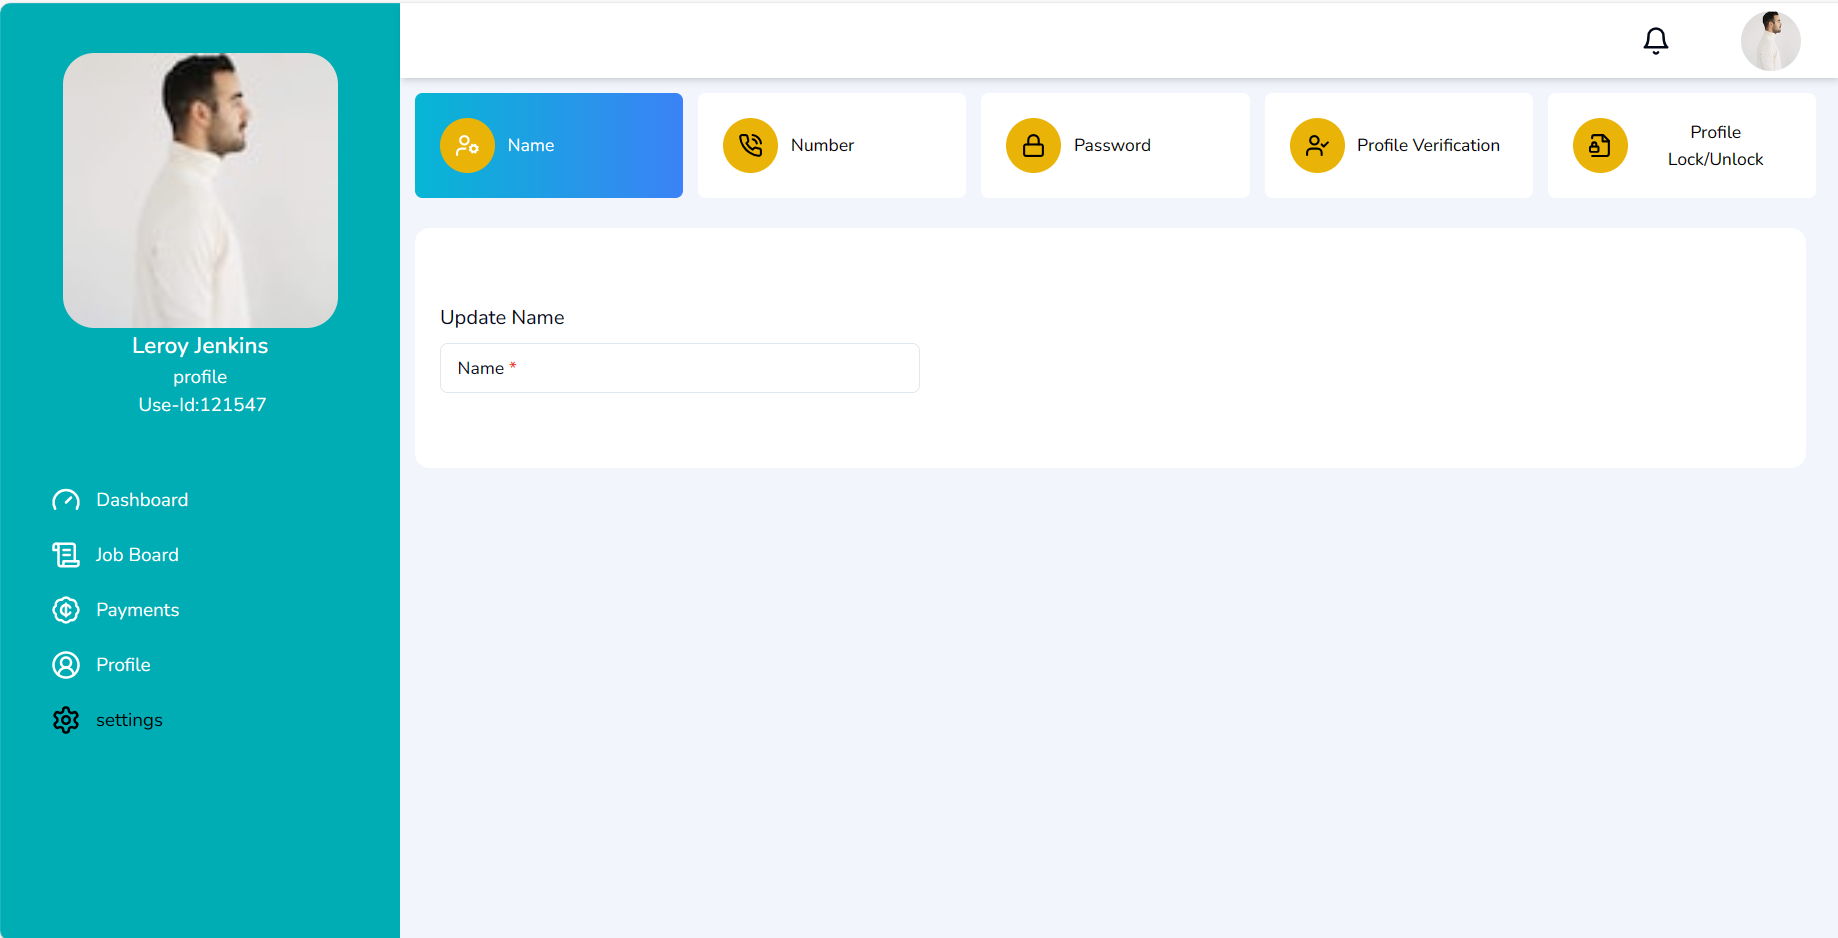 Leroy Jenkins
profile
Use-Id:121547
Dashboard
Job Board
Payments
Profile
settings
Name
Number
Password
Profile Verification
Profile
Lock/Unlock
Update Name
Name *